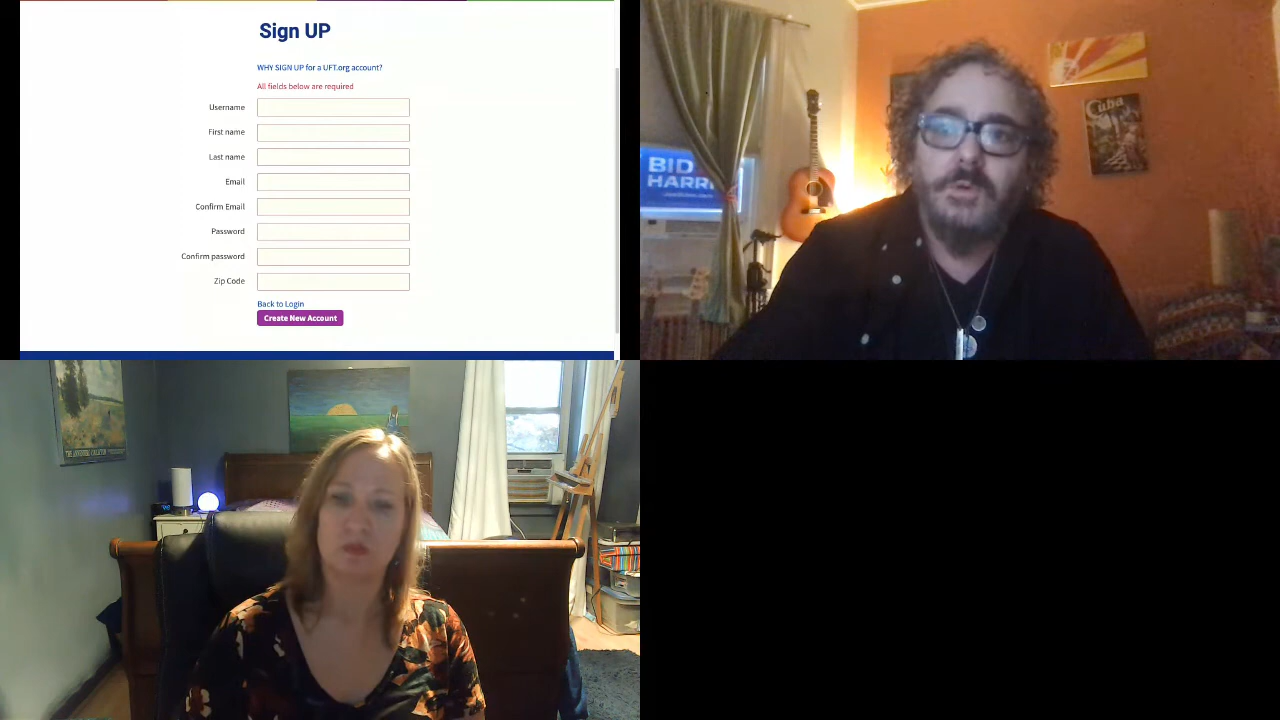 Sign UP
WHY SIGN UP for a UFT.org account?
All fields below are required
Username
First name
Last name
Email
Confirm Email
Password
Confirm password
Zip Code
Back to Login
Create New Account
BID
HARRI
Cuba